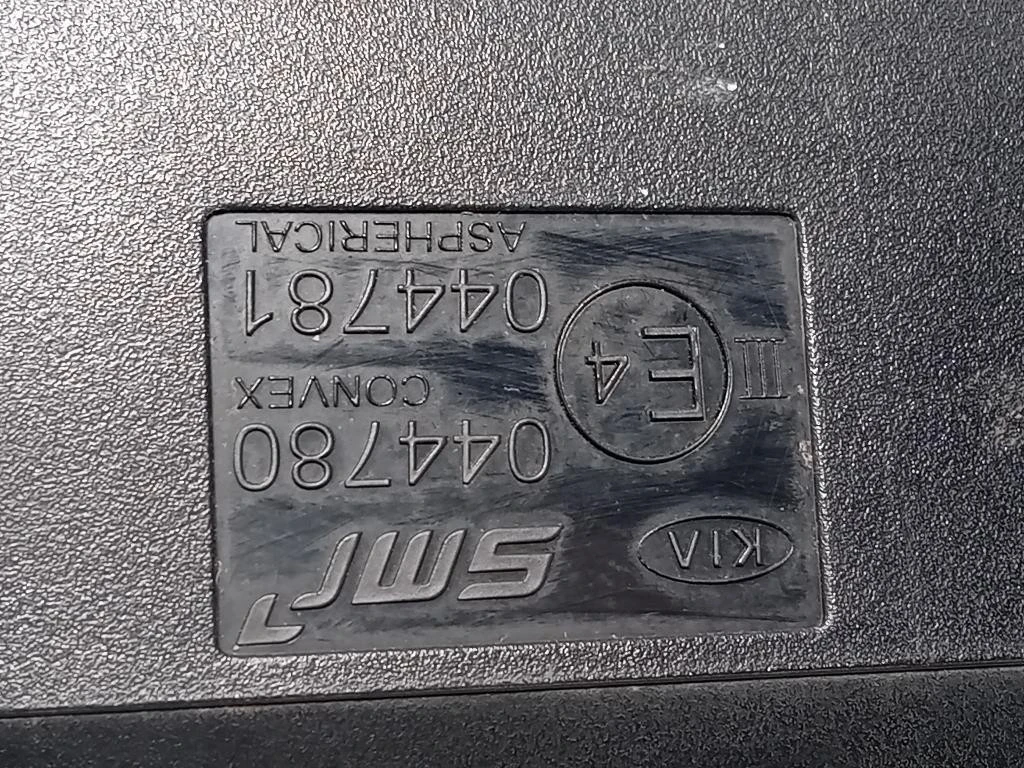 KIA SMR
044780
CONVEX
III E4
044781
ASPHERICAL